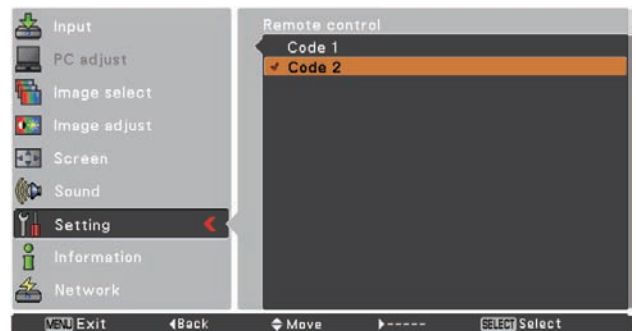 Input
PC adjust
Image select
Image adjust
Screen
Sound
Setting
Information
Network
Remote control
Code 1
✔ Code 2
MENU Exit ◀Back ◆Move ▶----- SELECT Select